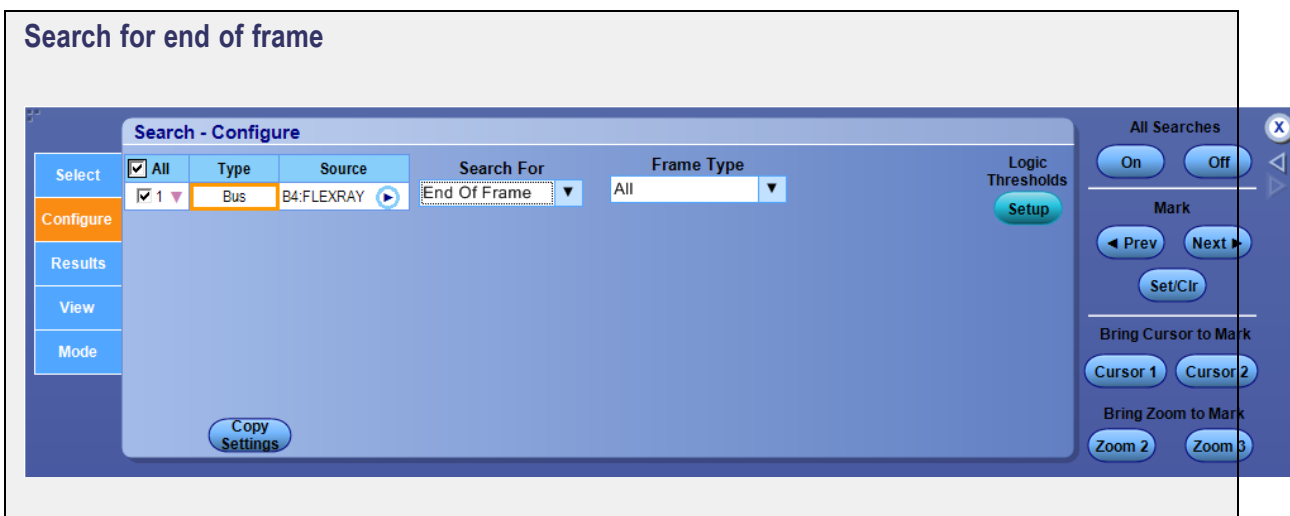 Search for end of frame
Search - Configure
All Searches
X
Select
All
Type
Source
Search For
Frame Type
Logic
Thresholds
On
Off
1
Bus
B4:FLEXRAY
End Of Frame
All
Setup
Configure
Mark
Prev
Next
Results
Set/Clr
View
Bring Cursor to Mark
Mode
Cursor 1
Cursor 2
Bring Zoom to Mark
Copy
Settings
Zoom 2
Zoom 3